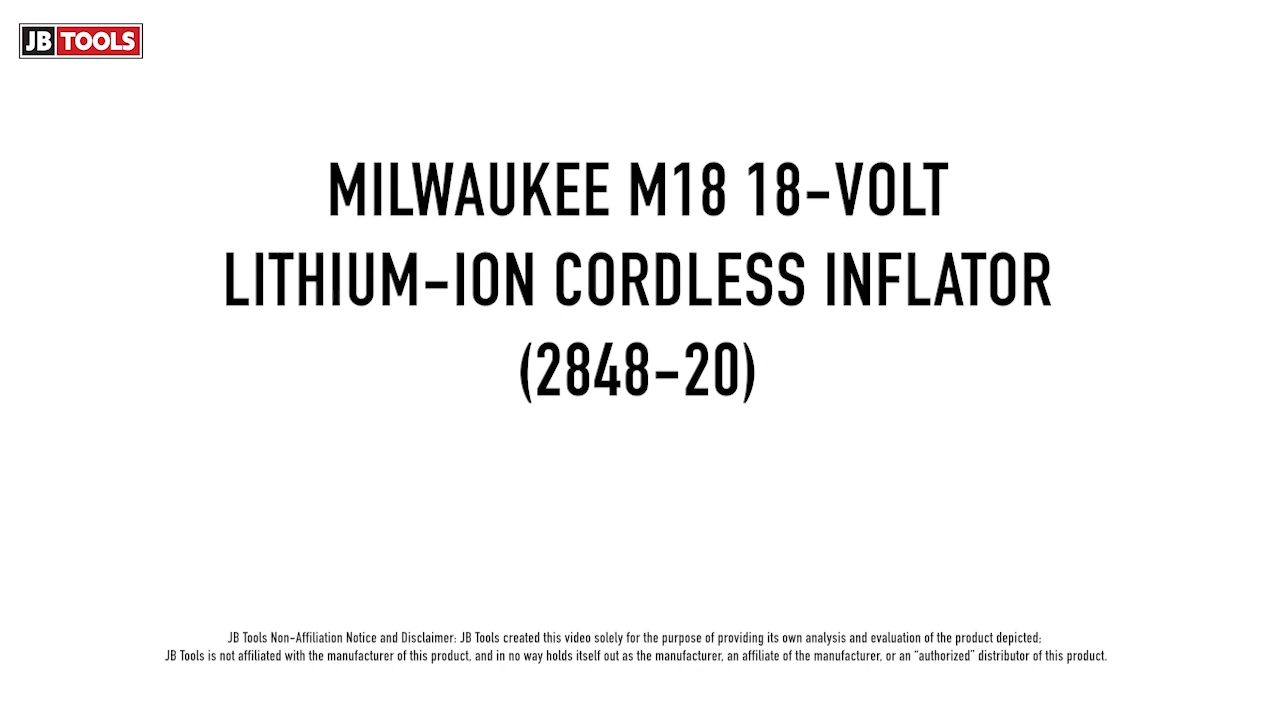 JB TOOLS
MILWAUKEE M18 18-VOLT
LITHIUM-ION CORDLESS INFLATOR
(2848-20)
JB Tools Non-Affiliation Notice and Disclaimer: JB Tools created this video solely for the purpose of providing its own analysis and evaluation of the product depicted;
JB Tools is not affiliated with the manufacturer of this product, and in no way holds itself out as the manufacturer, an affiliate of the manufacturer, or an “authorized” distributor of this product.